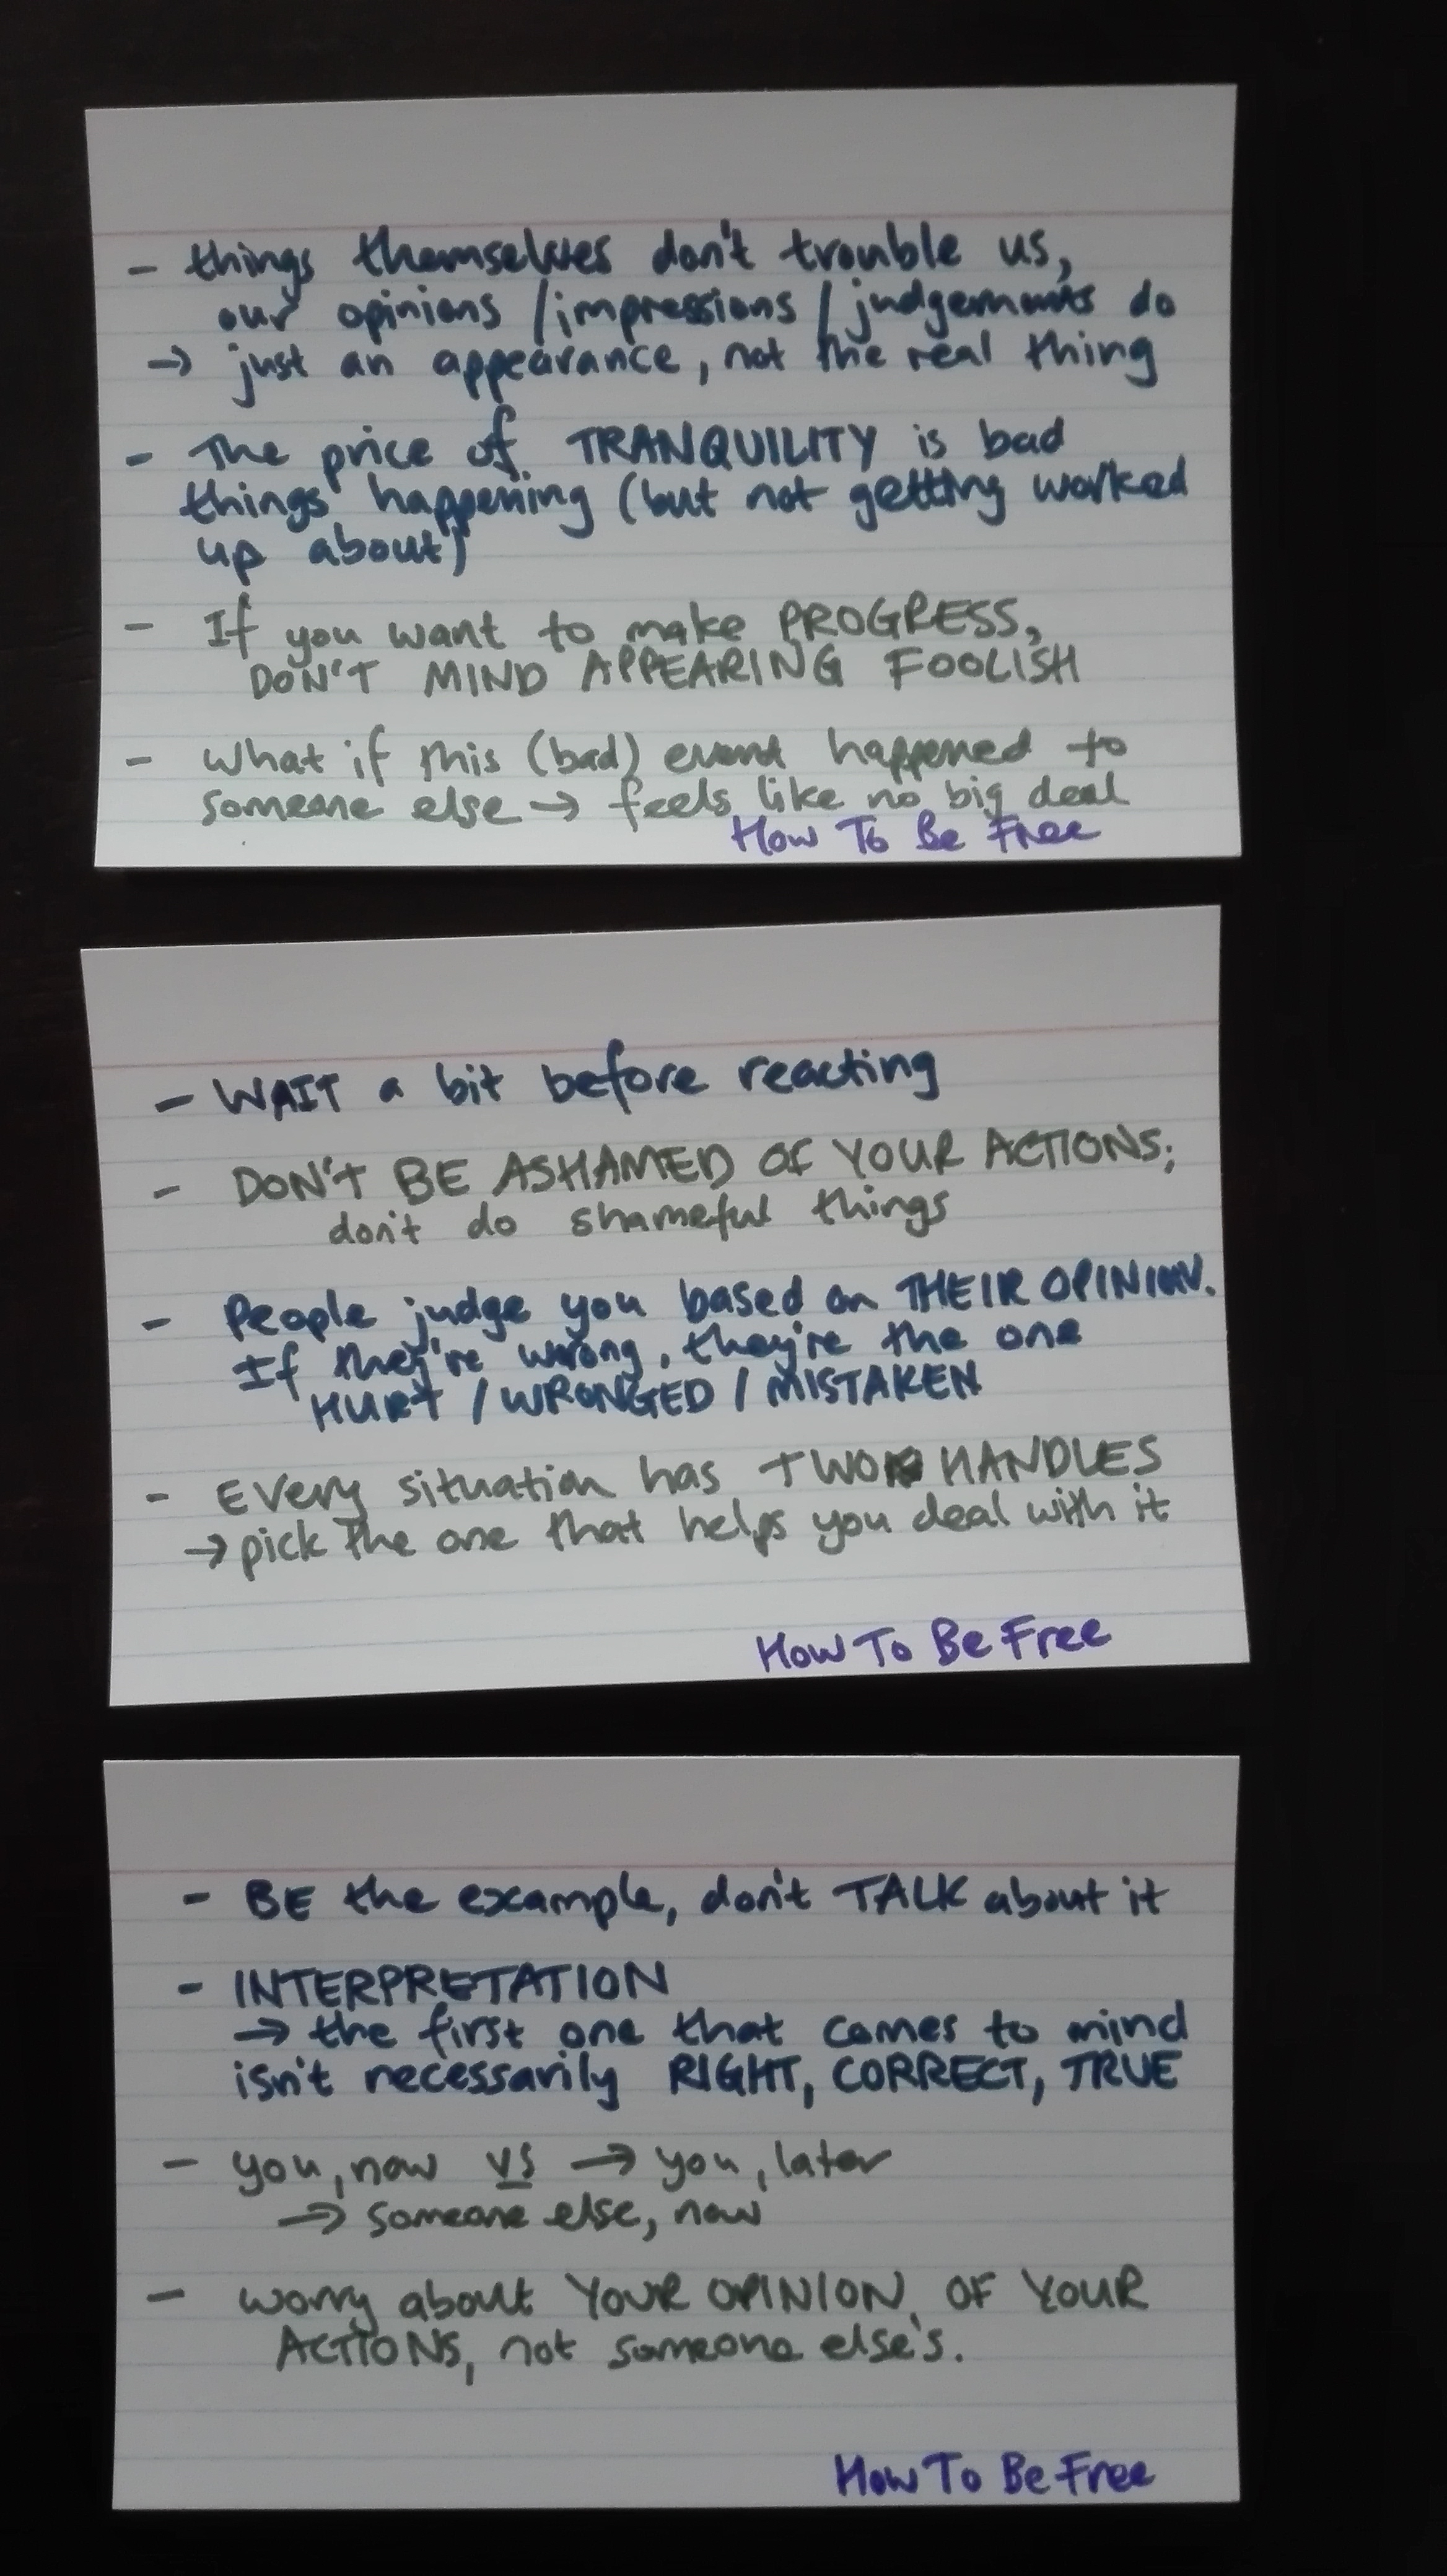 - things themselves don't trouble us,
our opinions / impressions / judgements do
→ just an appearance, not the real thing
- The price of TRANQUILITY is bad
things happening (but not getting worked
up about)
- If you want to make PROGRESS,
DON'T MIND APPEARING FOOLISH
- What if this (bad) event happened to
someone else → feels like no big deal
How To Be Free
- WAIT a bit before reacting
- DON'T BE ASHAMED OF YOUR ACTIONS;
don't do shameful things
- People judge you based on THEIR OPINION.
If they're wrong, they're the one
HURT / WRONGED / MISTAKEN
- Every situation has TWO HANDLES
→ pick the one that helps you deal with it
How To Be Free
- BE the example, don't TALK about it
- INTERPRETATION
→ the first one that comes to mind
isn't necessarily RIGHT, CORRECT, TRUE
- you, now vs → you, later
→ someone else, now
- worry about YOUR OPINION OF YOUR
ACTIONS, not someone else's.
How To Be Free